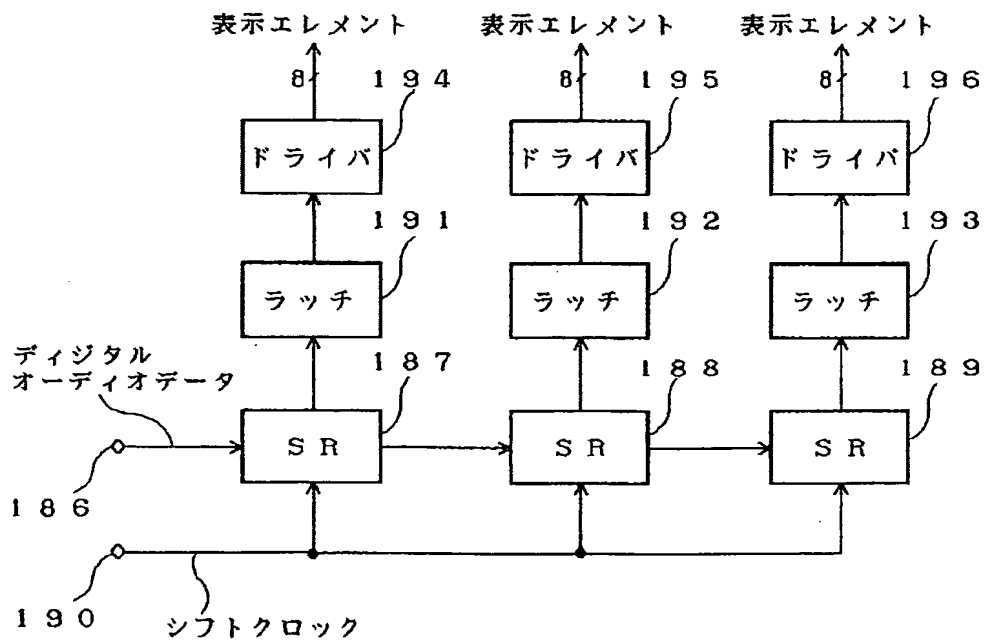 表示エレメント 表示エレメント 表示エレメント
8 194 8 195 8 196
ドライバ ドライバ ドライバ
191 192 193
ラッチ ラッチ ラッチ
ディジタル
オーディオデータ
187 188 189
SR SR SR
186
190
シフトクロック